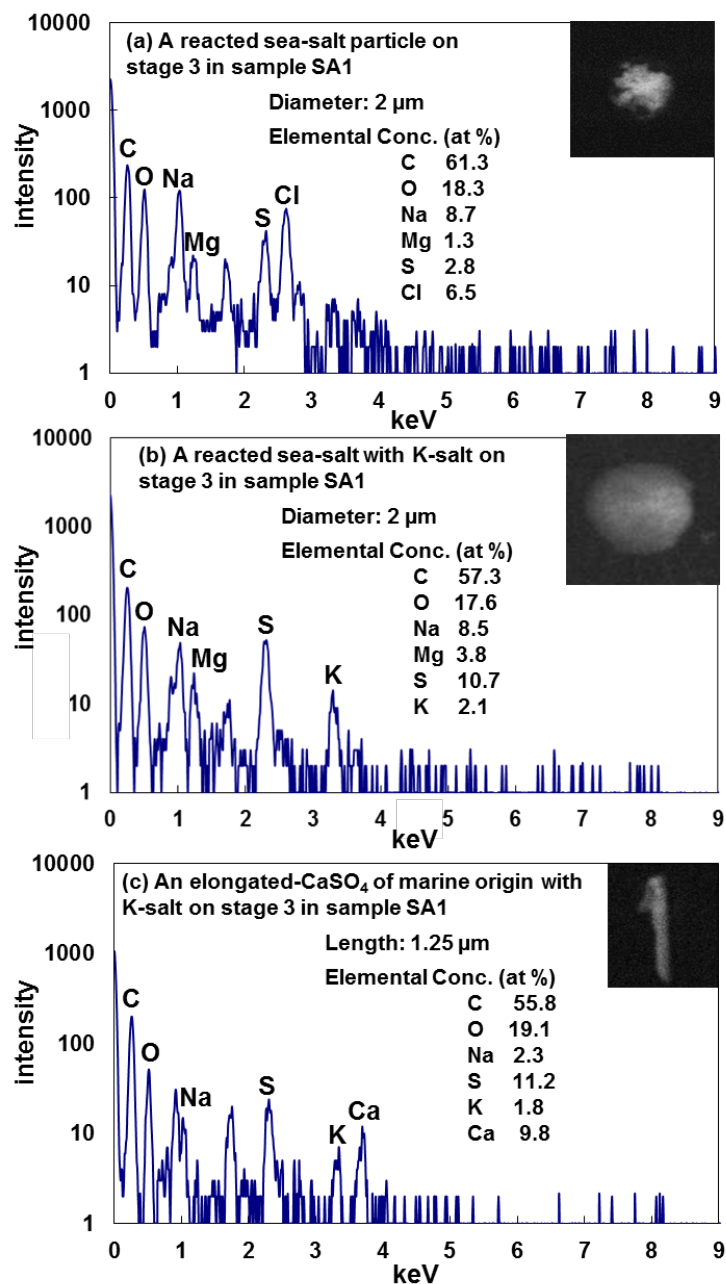 (a) A reacted sea-salt particle on
stage 3 in sample SA1
Diameter: 2 µm
Elemental Conc. (at %)
C 61.3
O 18.3
Na 8.7
Mg 1.3
S 2.8
Cl 6.5
intensity
10000
1000
100
10
1
C
O
Na
Mg
S
Cl
0 1 2 3 4 5 6 7 8 9
keV
(b) A reacted sea-salt with K-salt on
stage 3 in sample SA1
Diameter: 2 µm
Elemental Conc. (at %)
C 57.3
O 17.6
Na 8.5
Mg 3.8
S 10.7
K 2.1
intensity
10000
1000
100
10
1
C
O
Na
Mg
S
K
0 1 2 3 4 5 6 7 8 9
keV
(c) An elongated-CaSO₄ of marine origin with
K-salt on stage 3 in sample SA1
Length: 1.25 µm
Elemental Conc. (at %)
C 55.8
O 19.1
Na 2.3
S 11.2
K 1.8
Ca 9.8
intensity
10000
1000
100
10
1
C
O
Na
S
K
Ca
0 1 2 3 4 5 6 7 8 9
keV